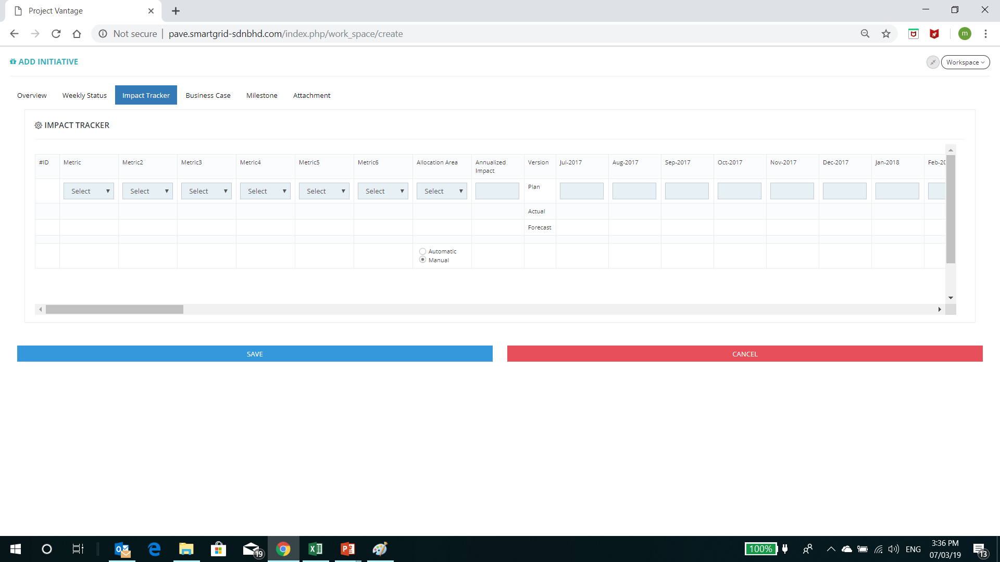 Project Vantage
Not secure | pave.smartgrid-sdnbhd.com/index.php/work_space/create
m
ADD INITIATIVE
Workspace
Overview Weekly Status Impact Tracker Business Case Milestone Attachment
IMPACT TRACKER
#ID Metric Metric2 Metric3 Metric4 Metric5 Metric6 Allocation Area Annualized Impact Version Jul-2017 Aug-2017 Sep-2017 Oct-2017 Nov-2017 Dec-2017 Jan-2018 Feb-20
Select Select Select Select Select Select Select Plan
Actual
Forecast
Automatic
Manual
SAVE CANCEL
19
100% ENG
3:36 PM
07/03/19
13